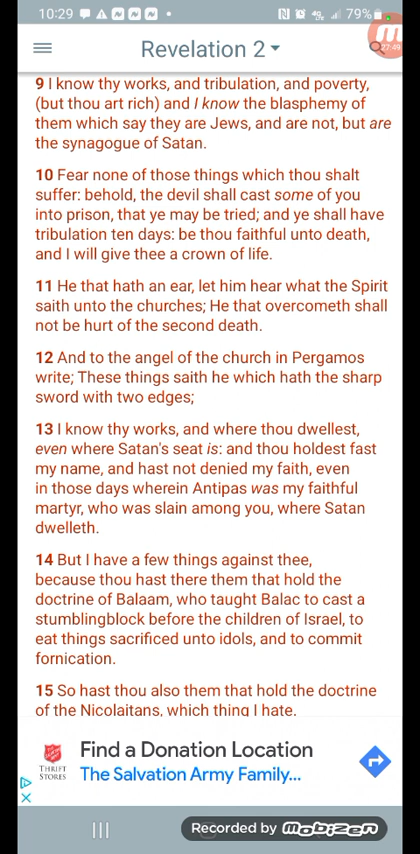 10:29
4G
79%
Revelation 2
27:49
9 I know thy works, and tribulation, and poverty,
(but thou art rich) and I know the blasphemy of
them which say they are Jews, and are not, but are
the synagogue of Satan.
10 Fear none of those things which thou shalt
suffer: behold, the devil shall cast some of you
into prison, that ye may be tried; and ye shall have
tribulation ten days: be thou faithful unto death,
and I will give thee a crown of life.
11 He that hath an ear, let him hear what the Spirit
saith unto the churches; He that overcometh shall
not be hurt of the second death.
12 And to the angel of the church in Pergamos
write; These things saith he which hath the sharp
sword with two edges;
13 I know thy works, and where thou dwellest,
even where Satan's seat is: and thou holdest fast
my name, and hast not denied my faith, even
in those days wherein Antipas was my faithful
martyr, who was slain among you, where Satan
dwelleth.
14 But I have a few things against thee,
because thou hast there them that hold the
doctrine of Balaam, who taught Balac to cast a
stumblingblock before the children of Israel, to
eat things sacrificed unto idols, and to commit
fornication.
15 So hast thou also them that hold the doctrine
of the Nicolaitans, which thing I hate.
Find a Donation Location
The Salvation Army Family...
THRIFT
STORES
Recorded by mobizen